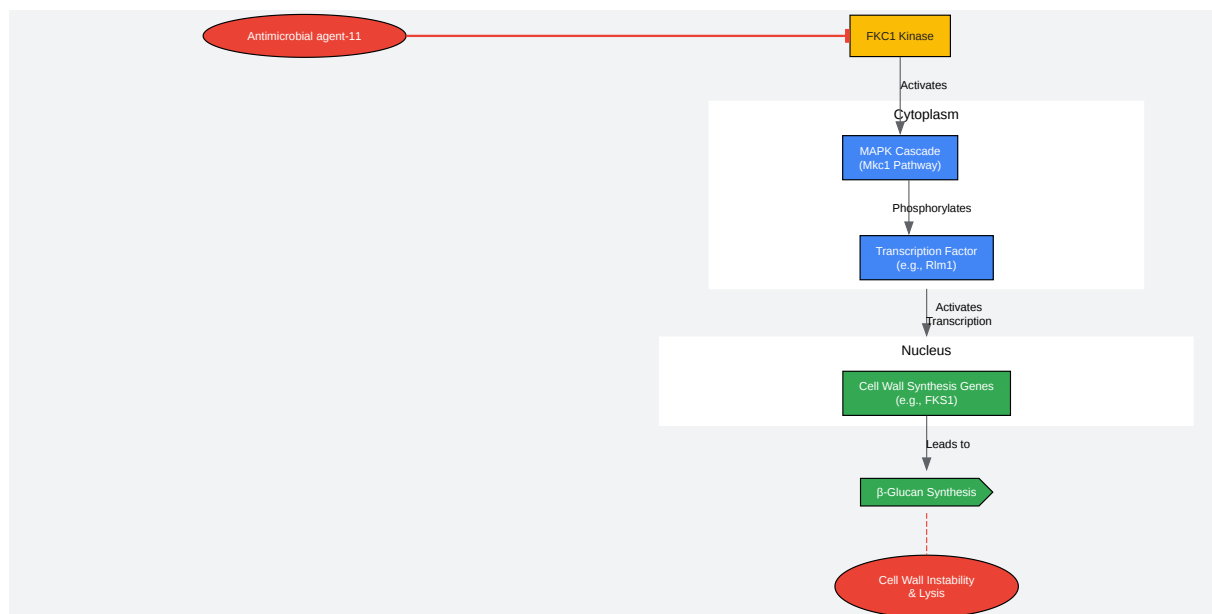 Antimicrobial agent-11
FKC1 Kinase
Activates
Cytoplasm
MAPK Cascade
(Mkc1 Pathway)
Phosphorylates
Transcription Factor
(e.g., Rlm1)
Activates
Transcription
Nucleus
Cell Wall Synthesis Genes
(e.g., FKS1)
Leads to
β-Glucan Synthesis
Cell Wall Instability
& Lysis